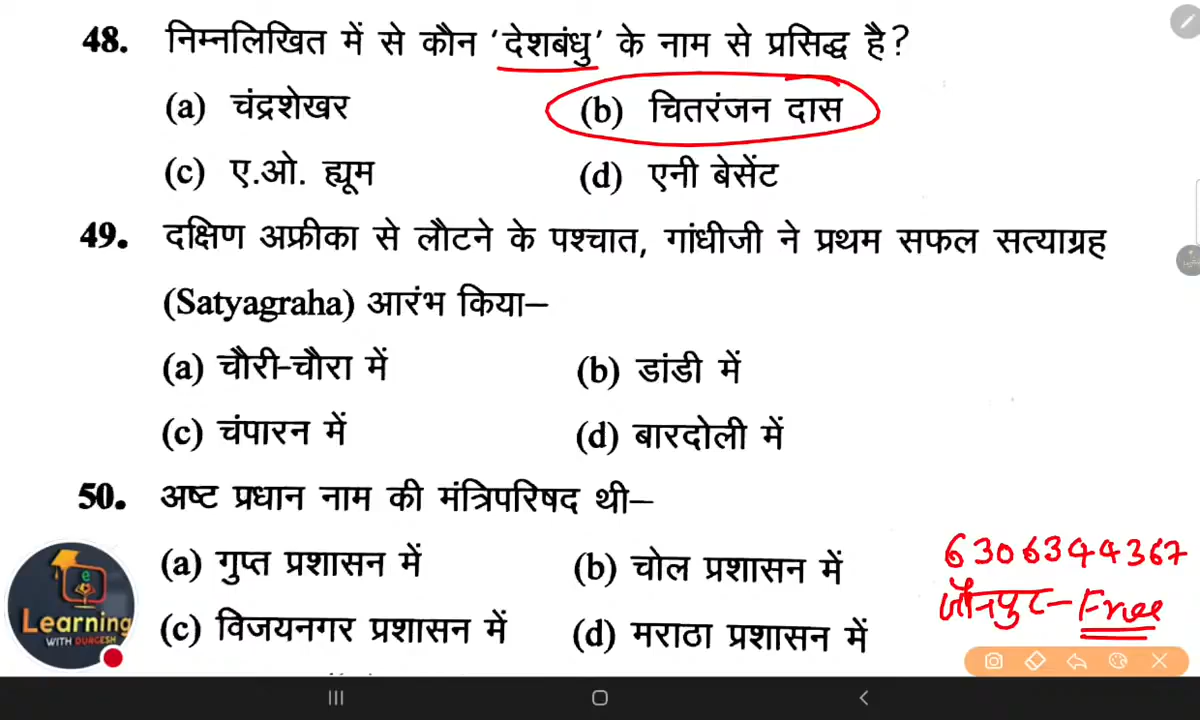 48. निम्नलिखित में से कौन 'देशबंधु' के नाम से प्रसिद्ध है?
(a) चंद्रशेखर (b) चितरंजन दास
(c) ए.ओ. ह्यूम (d) एनी बेसेंट
49. दक्षिण अफ्रीका से लौटने के पश्चात, गांधीजी ने प्रथम सफल सत्याग्रह
(Satyagraha) आरंभ किया–
(a) चौरी-चौरा में (b) डांडी में
(c) चंपारन में (d) बारदोली में
50. अष्ट प्रधान नाम की मंत्रिपरिषद थी–
(a) गुप्त प्रशासन में (b) चोल प्रशासन में
(c) विजयनगर प्रशासन में (d) मराठा प्रशासन में
6306344367
जौनपुर- Free
e
Learning
WITH DURGESH